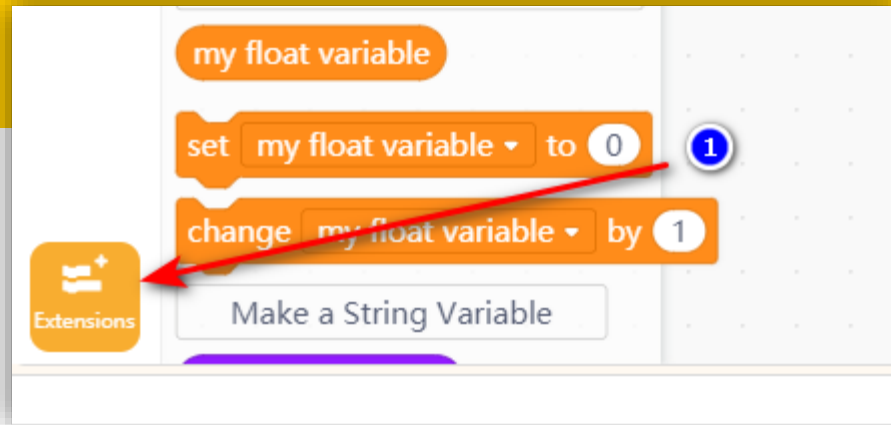 my float variable
set my float variable to 0
1
change my float variable by 1
Extensions
Make a String Variable